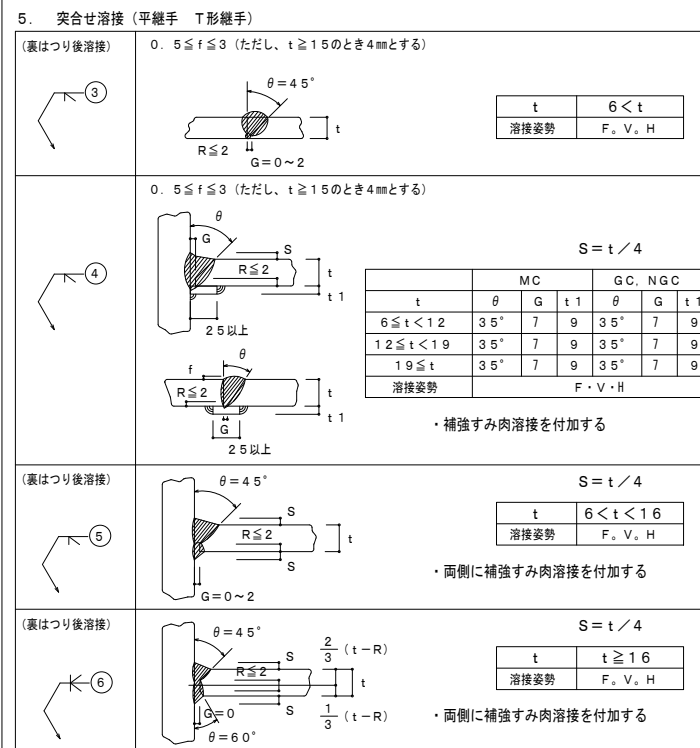 5. 突合せ溶接（平継手 T形継手）
（裏はつり後溶接）
③
0.5≦f≦3（ただし、t≧15のとき4㎜とする）
θ=45°
t
R≦2
G=0～2
t 6<t
溶接姿勢 F。V。H
④
0.5≦f≦3（ただし、t≧15のとき4㎜とする）
θ
G
S
R≦2
t
t1
25以上
θ
f
R≦2
t
t1
G
25以上
S=t／4
MC GC, NGC
t θ G t1 θ G t1
6≦t<12 35° 7 9 35° 7 9
12≦t<19 35° 7 9 35° 7 9
19≦t 35° 7 9 35° 7 9
溶接姿勢 F・V・H
・補強すみ肉溶接を付加する
（裏はつり後溶接）
⑤
θ=45°
S
R≦2
t
S
G=0～2
S=t／4
t 6<t<16
溶接姿勢 F。V。H
・両側に補強すみ肉溶接を付加する
（裏はつり後溶接）
⑥
θ=45°
S
2/3（t－R）
R≦2
t
G=0
S
1/3（t－R）
θ=60°
S=t／4
t t≧16
溶接姿勢 F。V。H
・両側に補強すみ肉溶接を付加する